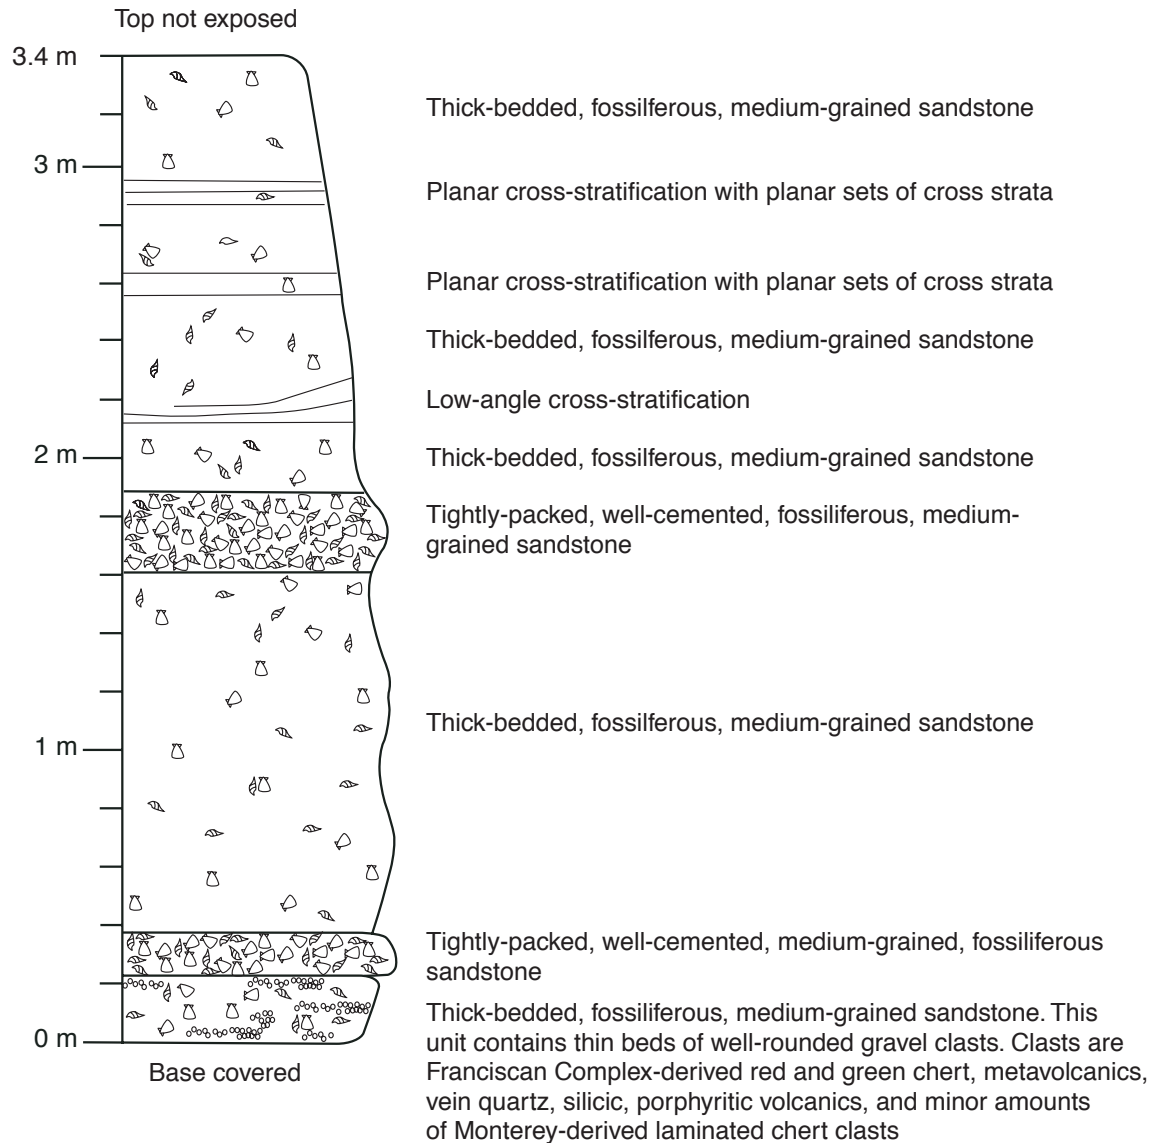 Top not exposed
3.4 m
Thick-bedded, fossilferous, medium-grained sandstone
3 m
Planar cross-stratification with planar sets of cross strata
Planar cross-stratification with planar sets of cross strata
Thick-bedded, fossilferous, medium-grained sandstone
Low-angle cross-stratification
2 m
Thick-bedded, fossilferous, medium-grained sandstone
Tightly-packed, well-cemented, fossiliferous, medium-
grained sandstone
Thick-bedded, fossilferous, medium-grained sandstone
1 m
Tightly-packed, well-cemented, medium-grained, fossiliferous
sandstone
Thick-bedded, fossiliferous, medium-grained sandstone. This
unit contains thin beds of well-rounded gravel clasts. Clasts are
Franciscan Complex-derived red and green chert, metavolcanics,
vein quartz, silicic, porphyritic volcanics, and minor amounts
of Monterey-derived laminated chert clasts
0 m
Base covered